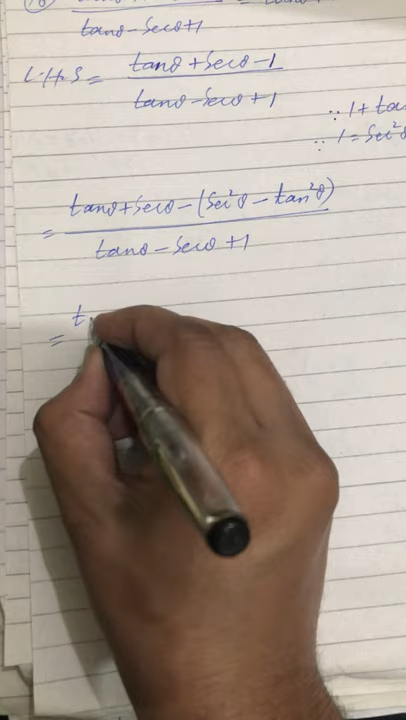 tanθ - secθ + 1
L.H.S = tanθ + secθ - 1
tanθ - secθ + 1
∵ 1 + tan
∵ 1 = sec²θ
= tanθ + secθ - (sec²θ - tan²θ)
tanθ - secθ + 1
= t